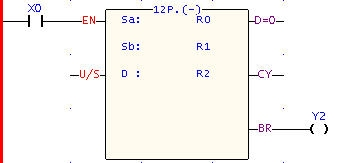 X0
12P.(-)
EN
Sa: R0
D=0
Sb: R1
U/S
D : R2
CY
Y2
BR